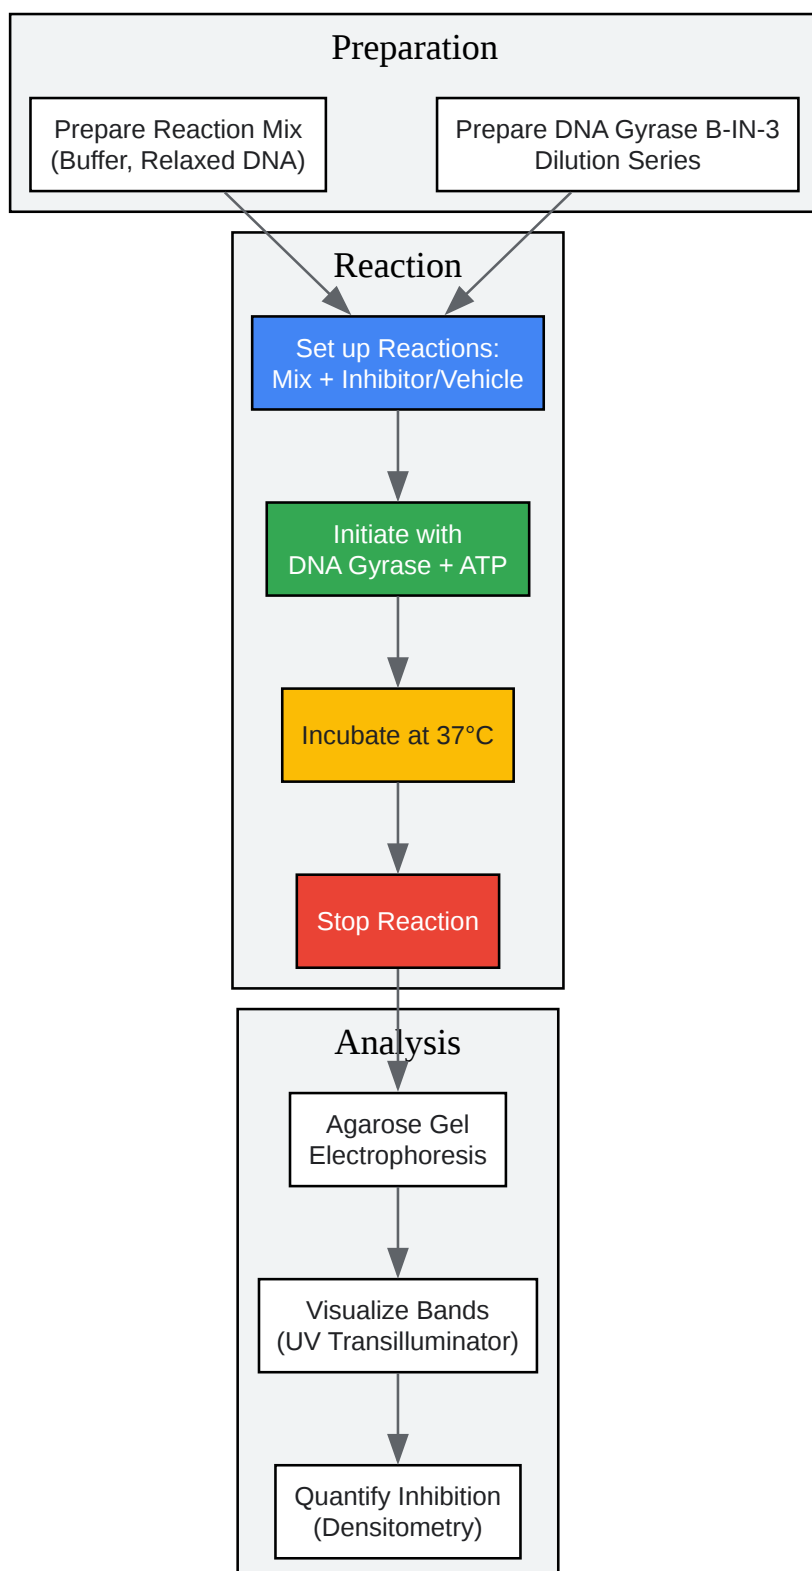 Preparation
Prepare Reaction Mix
(Buffer, Relaxed DNA)
Prepare DNA Gyrase B-IN-3
Dilution Series
Reaction
Set up Reactions:
Mix + Inhibitor/Vehicle
Initiate with
DNA Gyrase + ATP
Incubate at 37°C
Stop Reaction
Analysis
Agarose Gel
Electrophoresis
Visualize Bands
(UV Transilluminator)
Quantify Inhibition
(Densitometry)